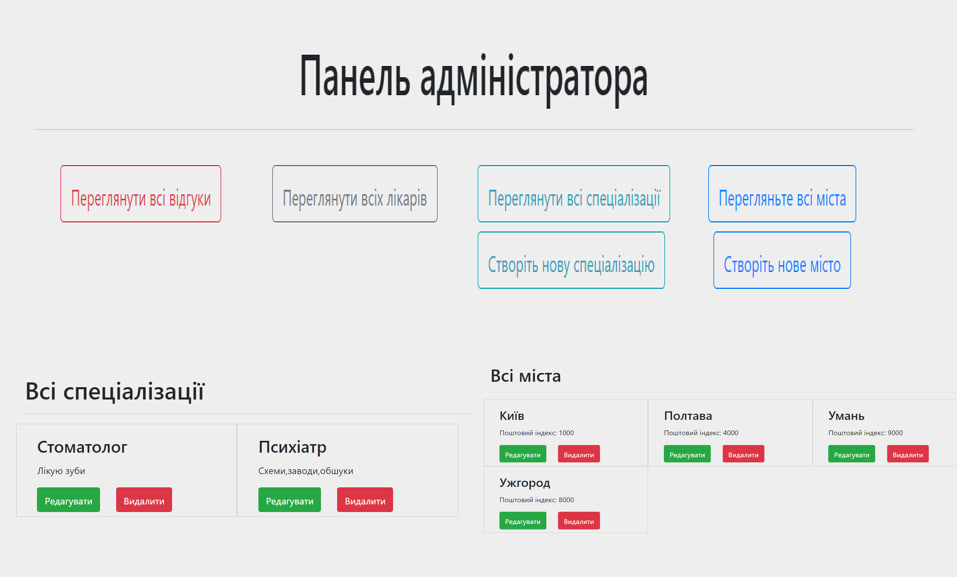 Панель адміністратора
Переглянути всі відгуки
Переглянути всіх лікарів
Переглянути всі спеціалізації
Перегляньте всі міста
Створіть нову спеціалізацію
Створіть нове місто
Всі спеціалізації
Стоматолог
Лікую зуби
Редагувати Видалити
Психіатр
Схеми,заводи,обшуки
Редагувати Видалити
Всі міста
Київ
Поштовий індекс: 1000
Редагувати Видалити
Полтава
Поштовий індекс: 4000
Редагувати Видалити
Умань
Поштовий індекс: 9000
Редагувати Видалити
Ужгород
Поштовий індекс: 8000
Редагувати Видалити